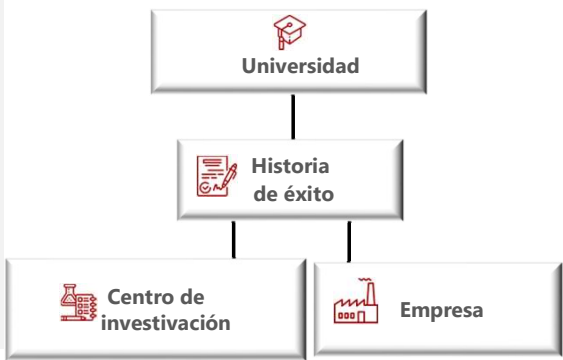 Universidad
Historia
de éxito
Centro de
investivación
Empresa